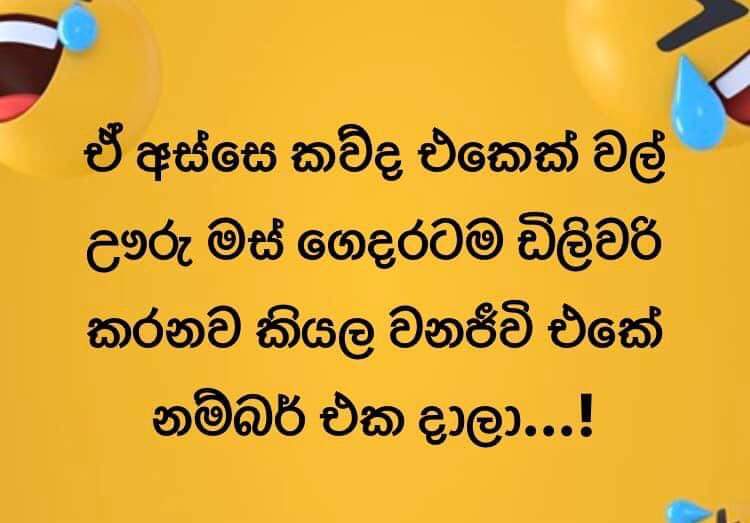 ඒ අස්සෙ කව්ද එකෙක් වල්
ඌරු මස් ගෙදරටම ඩිලිවරි
කරනව කියල වනජීවි එකේ
නම්බර් එක දාලා...!